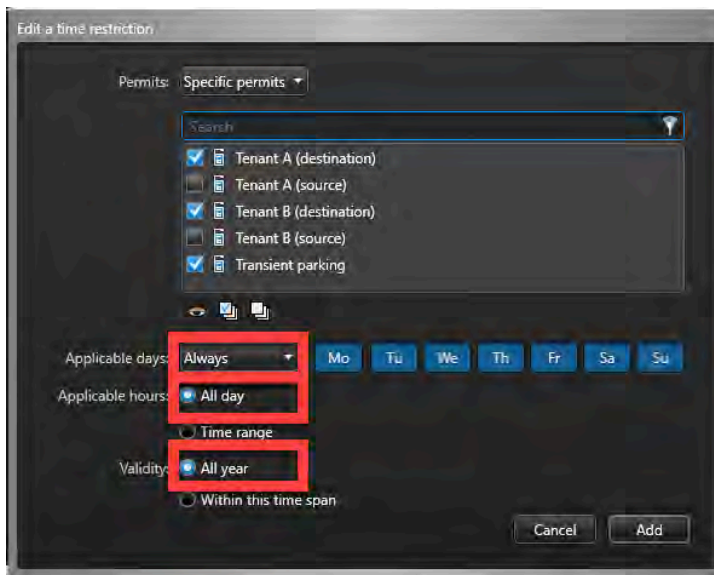 Edit a time restriction
Permits: Specific permits
Search
Tenant A (destination)
Tenant A (source)
Tenant B (destination)
Tenant B (source)
Transient parking
Applicable days: Always Mo Tu We Th Fr Sa Su
Applicable hours: All day
Time range
Validity: All year
Within this time span
Cancel Add